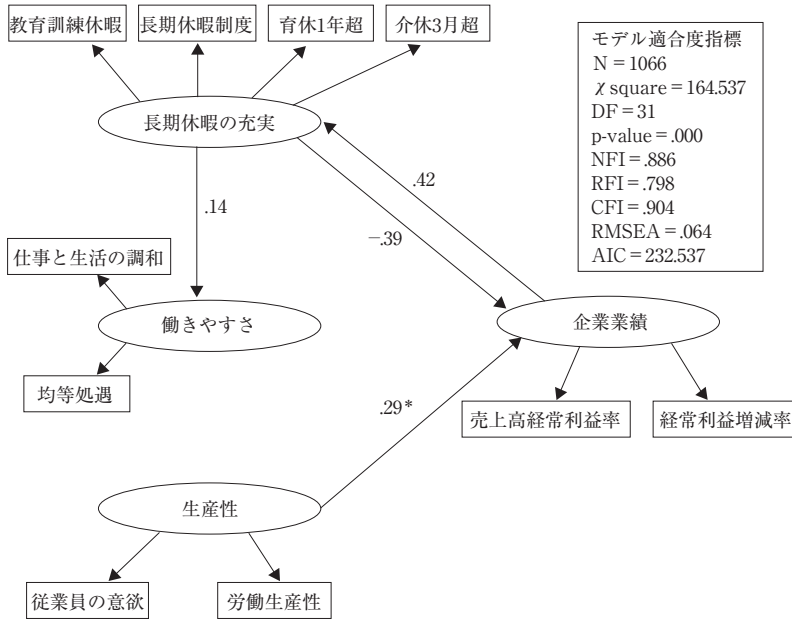 教育訓練休暇
長期休暇制度
育休1年超
介休3月超
モデル適合度指標
N = 1066
χ square = 164.537
DF = 31
p-value = .000
NFI = .886
RFI = .798
CFI = .904
RMSEA = .064
AIC = 232.537
長期休暇の充実
.42
.14
−.39
仕事と生活の調和
働きやすさ
企業業績
均等処遇
.29*
売上高経常利益率
経常利益増減率
生産性
従業員の意欲
労働生産性